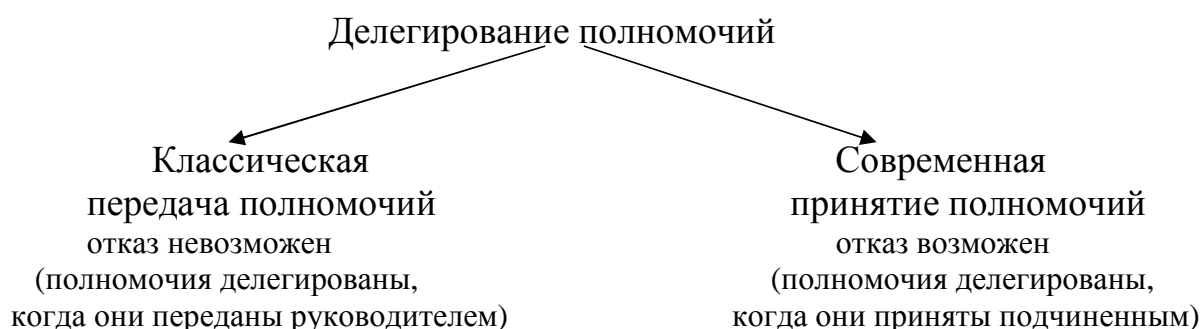 Делегирование полномочий
Классическая
передача полномочий
отказ невозможен
(полномочия делегированы,
когда они переданы руководителем)
Современная
принятие полномочий
отказ возможен
(полномочия делегированы,
когда они приняты подчиненным)